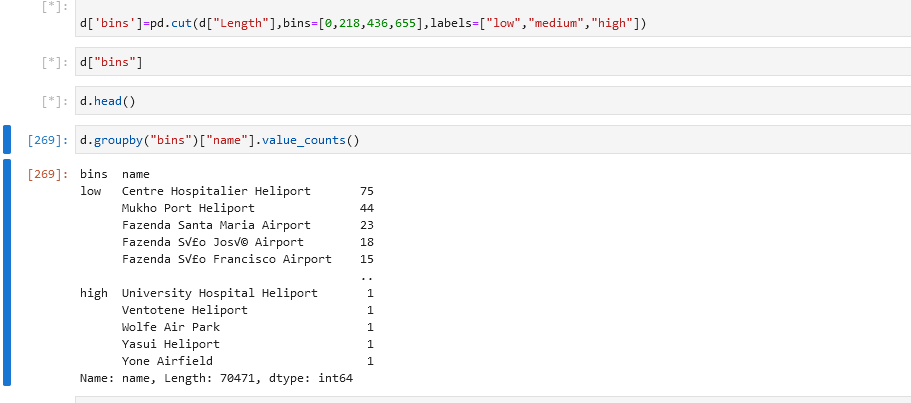 [*]:
d['bins']=pd.cut(d["Length"],bins=[0,218,436,655],labels=["low","medium","high"])
[*]: d["bins"]
[*]: d.head()
[269]: d.groupby("bins")["name"].value_counts()
[269]: bins  name
low   Centre Hospitalier Heliport       75
Mukho Port Heliport               44
Fazenda Santa Maria Airport       23
Fazenda S√£o Jos√© Airport        18
Fazenda S√£o Francisco Airport    15
..
high  University Hospital Heliport       1
Ventotene Heliport                 1
Wolfe Air Park                     1
Yasui Heliport                     1
Yone Airfield                      1
Name: name, Length: 70471, dtype: int64